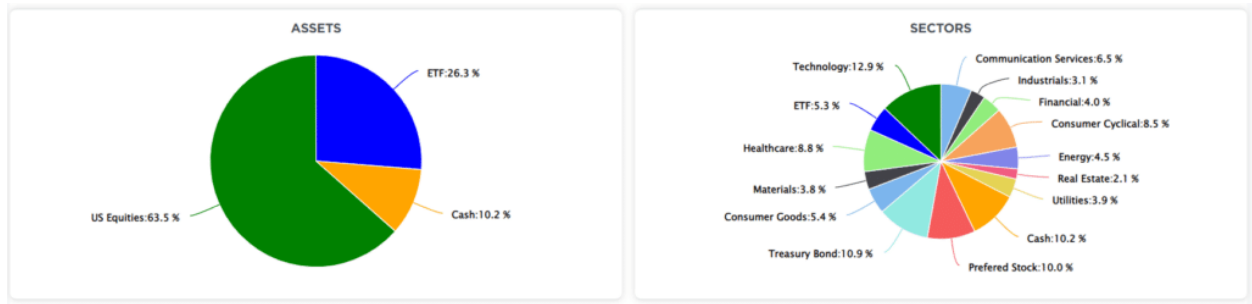 ASSETS
ETF:26.3 %
US Equities:63.5 %
Cash:10.2 %
SECTORS
Communication Services:6.5 %
Technology:12.9 %
Industrials:3.1 %
Financial:4.0 %
ETF:5.3 %
Consumer Cyclical:8.5 %
Healthcare:8.8 %
Energy:4.5 %
Real Estate:2.1 %
Materials:3.8 %
Utilities:3.9 %
Consumer Goods:5.4 %
Cash:10.2 %
Treasury Bond:10.9 %
Prefered Stock:10.0 %